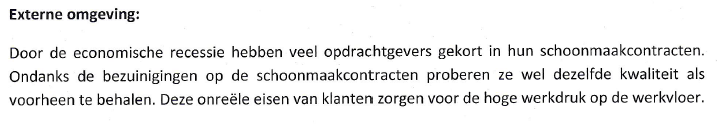 Externe omgeving:
Door de economische recessie hebben veel opdrachtgevers gekort in hun schoonmaakcontracten.
Ondanks de bezuinigingen op de schoonmaakcontracten proberen ze wel dezelfde kwaliteit als
voorheen te behalen. Deze onreële eisen van klanten zorgen voor de hoge werkdruk op de werkvloer.